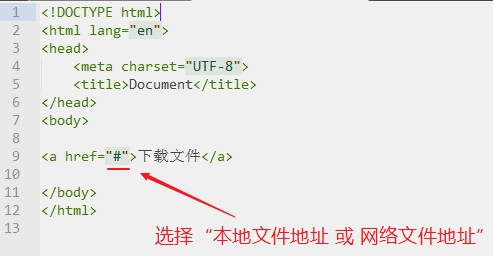 1 <!DOCTYPE html>
2 <html lang="en">
3 <head>
4 <meta charset="UTF-8">
5 <title>Document</title>
6 </head>
7 <body>
8
9 <a href="#">下载文件</a>
10
11 </body>
12 </html>
13
选择“本地文件地址 或 网络文件地址”